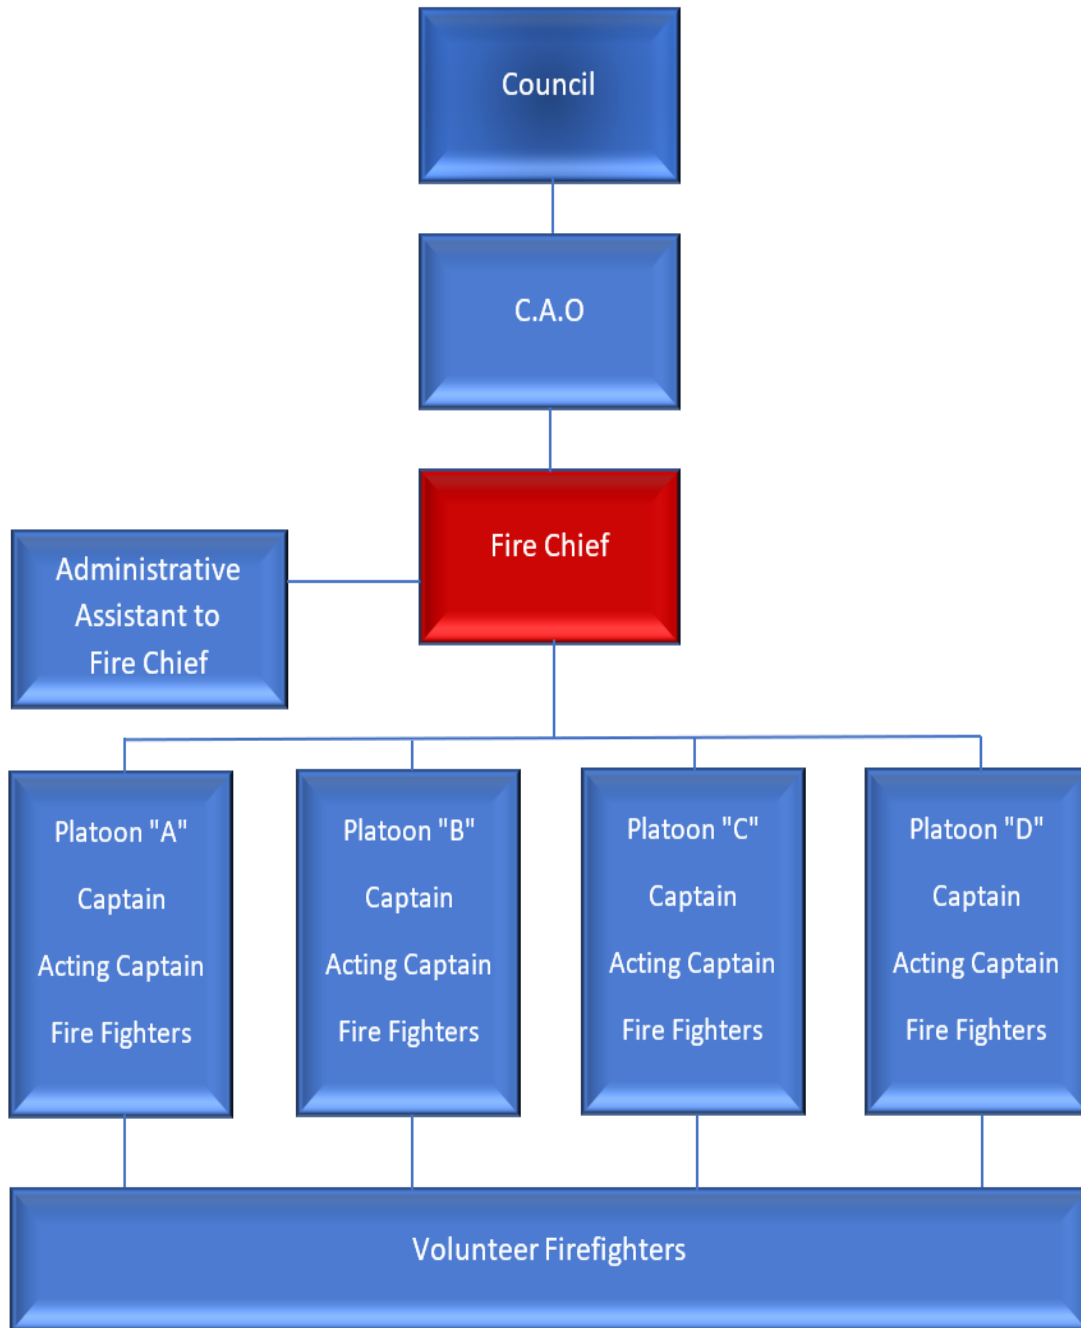 Council
C.A.O
Fire Chief
Administrative
Assistant to
Fire Chief
Platoon "A"
Captain
Acting Captain
Fire Fighters
Platoon "B"
Captain
Acting Captain
Fire Fighters
Platoon "C"
Captain
Acting Captain
Fire Fighters
Platoon "D"
Captain
Acting Captain
Fire Fighters
Volunteer Firefighters